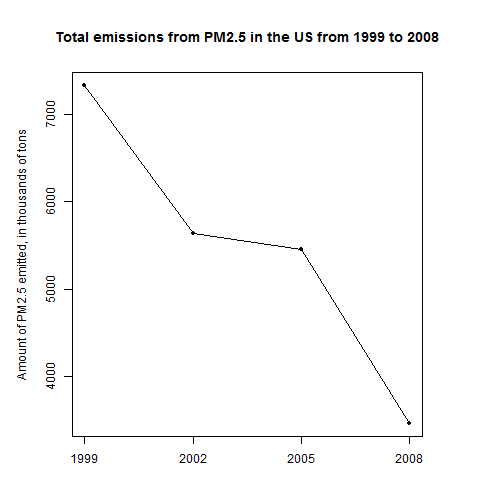 Total emissions from PM2.5 in the US from 1999 to 2008
Amount of PM2.5 emitted, in thousands of tons
7000
6000
5000
4000
1999 2002 2005 2008